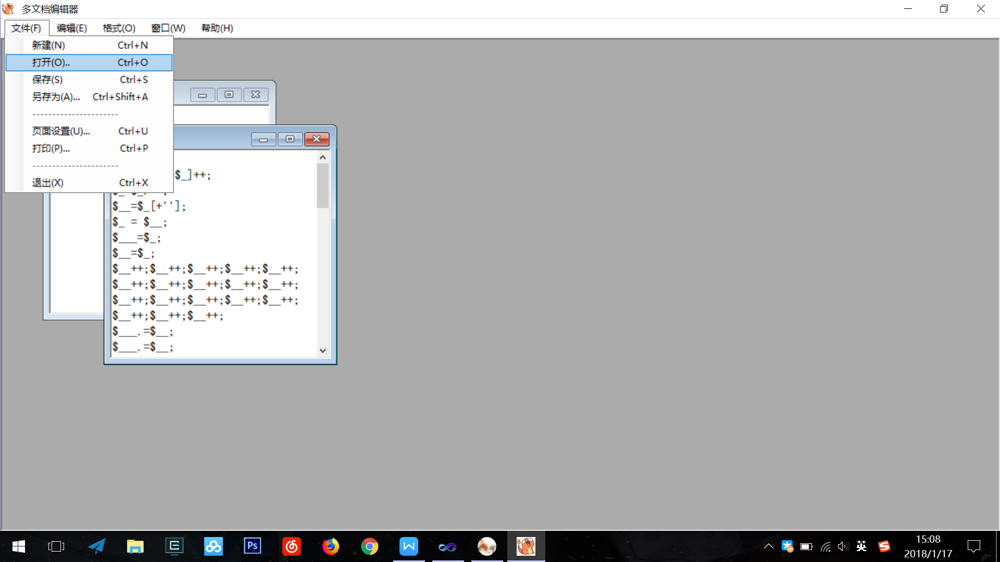 多文档编辑器
文件(F) 编辑(E) 格式(O) 窗口(W) 帮助(H)
新建(N) Ctrl+N
打开(O).. Ctrl+O
保存(S) Ctrl+S
另存为(A)... Ctrl+Shift+A
----------------------
页面设置(U)... Ctrl+U
打印(P)... Ctrl+P
----------------------
退出(X) Ctrl+X
$_]++;
$__=$_[+''];
$_ = $__;
$___=$_;
$__=$_;
$__++;$__++;$__++;$__++;$__++;
$__++;$__++;$__++;$__++;$__++;
$__++;$__++;$__++;$__++;$__++;
$__++;$__++;$__++;
$___.=$__;
$___.=$__;
Ps
英
15:08
2018/1/17